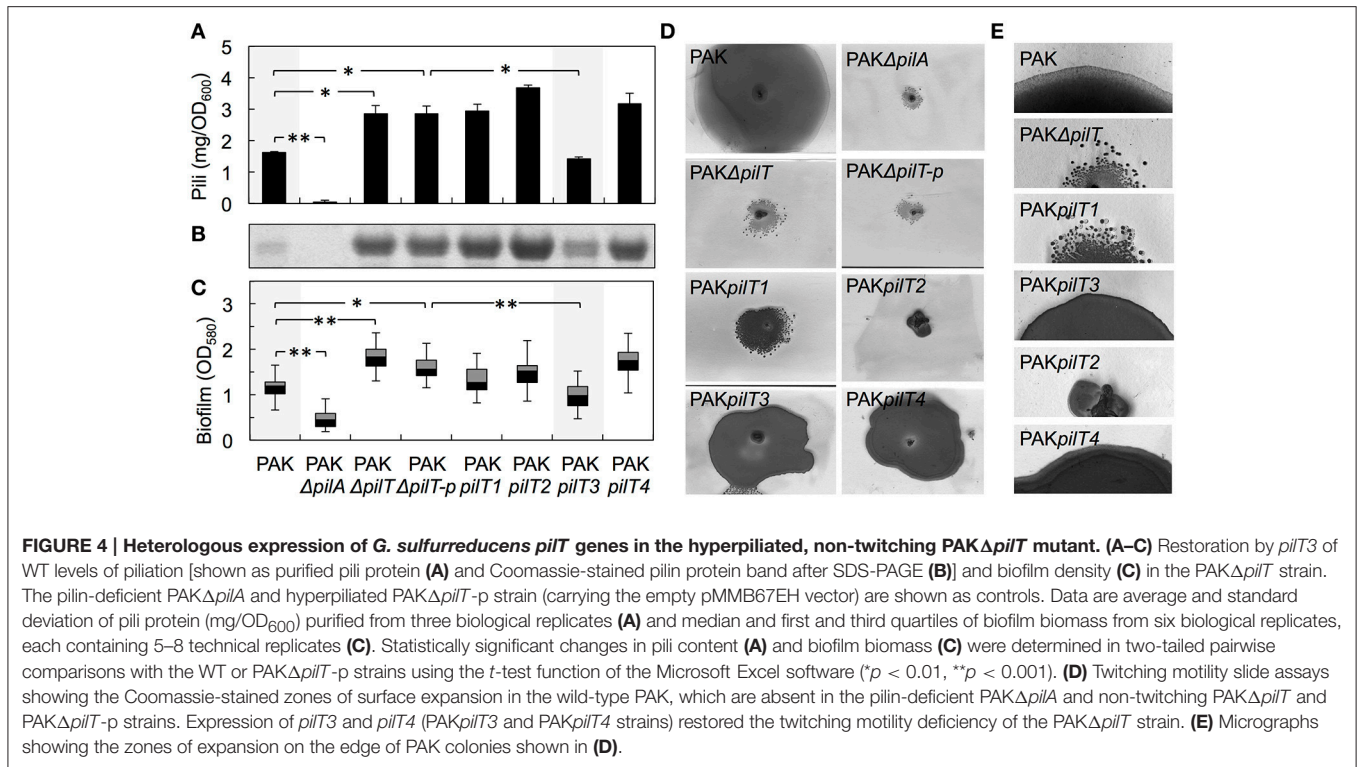 A
5
4
3
2
1
0
Pili (mg/OD600)
*
*
*
**
B
C
3
2
1
0
Biofilm (OD580)
*
**
**
**
PAK PAK PAK PAK PAK PAK PAK PAK
ΔpilA ΔpilT ΔpilT-p pilT1 pilT2 pilT3 pilT4
D
PAK
PAKΔpilA
PAKΔpilT
PAKΔpilT-p
PAKpilT1
PAKpilT2
PAKpilT3
PAKpilT4
E
PAK
PAKΔpilT
PAKpilT1
PAKpilT3
PAKpilT2
PAKpilT4
FIGURE 4 | Heterologous expression of G. sulfurreducens pilT genes in the hyperpiliated, non-twitching PAKΔpilT mutant. (A–C) Restoration by pilT3 of
WT levels of piliation [shown as purified pili protein (A) and Coomassie-stained pilin protein band after SDS-PAGE (B)] and biofilm density (C) in the PAKΔpilT strain.
The pilin-deficient PAKΔpilA and hyperpiliated PAKΔpilT-p strain (carrying the empty pMMB67EH vector) are shown as controls. Data are average and standard
deviation of pili protein (mg/OD600) purified from three biological replicates (A) and median and first and third quartiles of biofilm biomass from six biological replicates,
each containing 5–8 technical replicates (C). Statistically significant changes in pili content (A) and biofilm biomass (C) were determined in two-tailed pairwise
comparisons with the WT or PAKΔpilT-p strains using the t-test function of the Microsoft Excel software (*p < 0.01, **p < 0.001). (D) Twitching motility slide assays
showing the Coomassie-stained zones of surface expansion in the wild-type PAK, which are absent in the pilin-deficient PAKΔpilA and non-twitching PAKΔpilT and
PAKΔpilT-p strains. Expression of pilT3 and pilT4 (PAKpilT3 and PAKpilT4 strains) restored the twitching motility deficiency of the PAKΔpilT strain. (E) Micrographs
showing the zones of expansion on the edge of PAK colonies shown in (D).